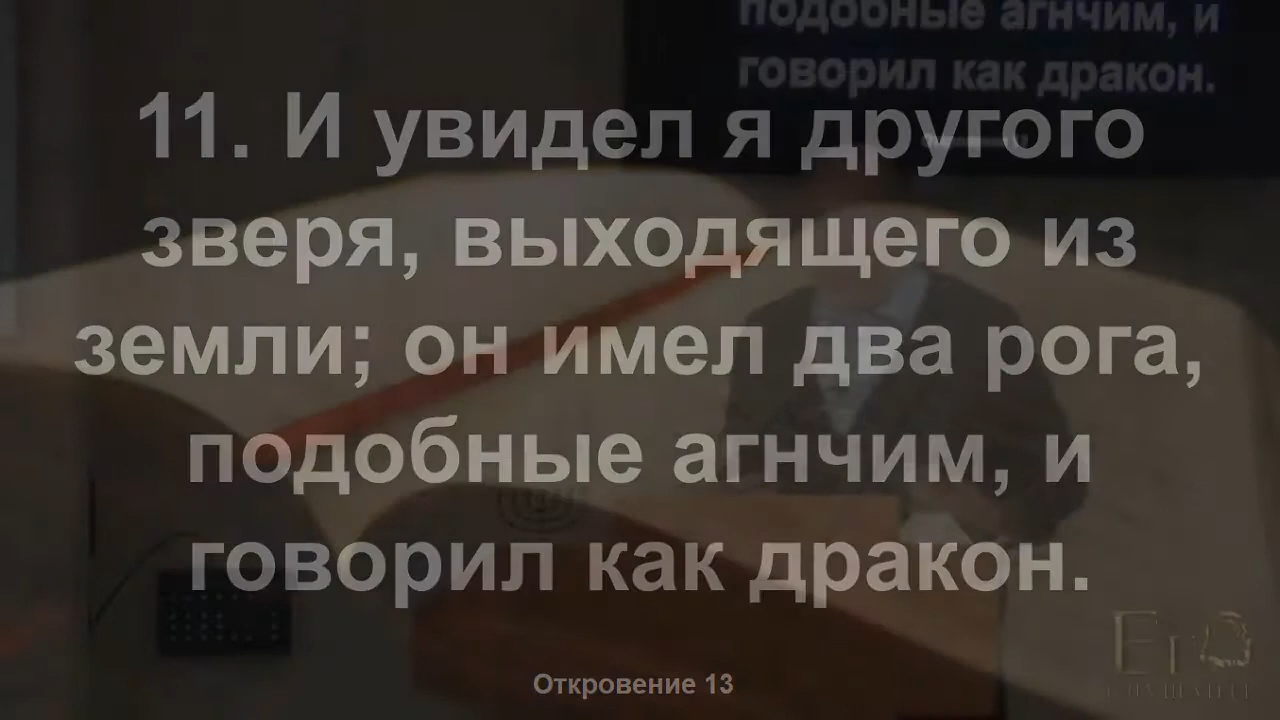 подобные агнчим, и
говорил как дракон.
11. И увидел я другого
зверя, выходящего из
земли; он имел два рога,
подобные агнчим, и
говорил как дракон.
Откровение 13